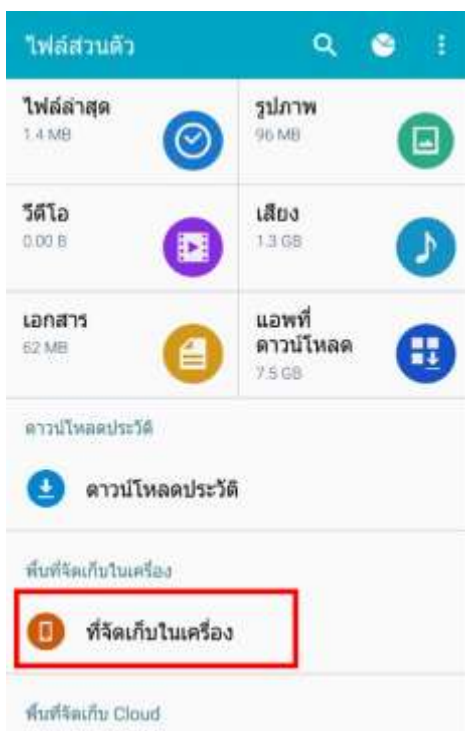 ไฟล์ส่วนตัว
ไฟล์ล่าสุด
1.4 MB
รูปภาพ
96 MB
วีดีโอ
0.00 B
เสียง
1.3 GB
เอกสาร
62 MB
แอพที่
ดาวน์โหลด
7.5 GB
ดาวน์โหลดประวัติ
ดาวน์โหลดประวัติ
พื้นที่จัดเก็บในเครื่อง
ที่จัดเก็บในเครื่อง
พื้นที่จัดเก็บ Cloud